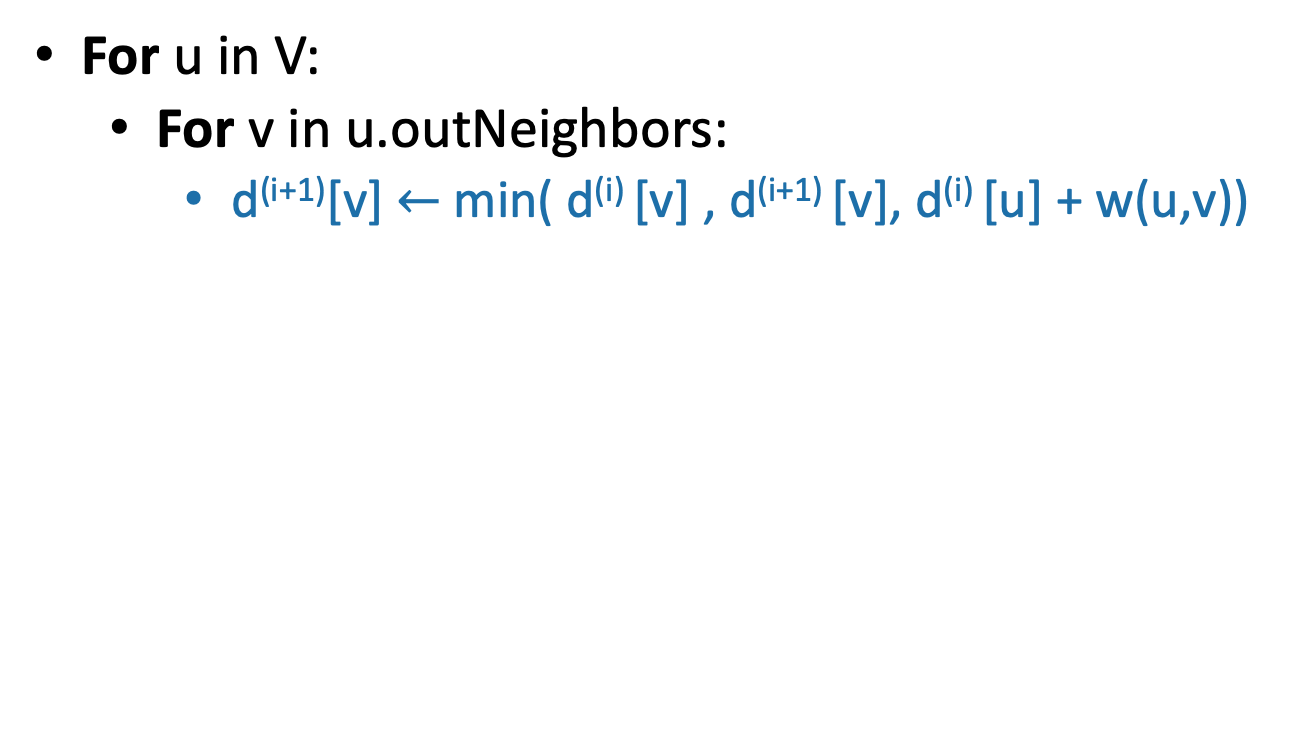 • For u in V:
• For v in u.outNeighbors:
• d⁽ⁱ⁺¹⁾[v] ← min( d⁽ⁱ⁾ [v] , d⁽ⁱ⁺¹⁾ [v], d⁽ⁱ⁾ [u] + w(u,v))